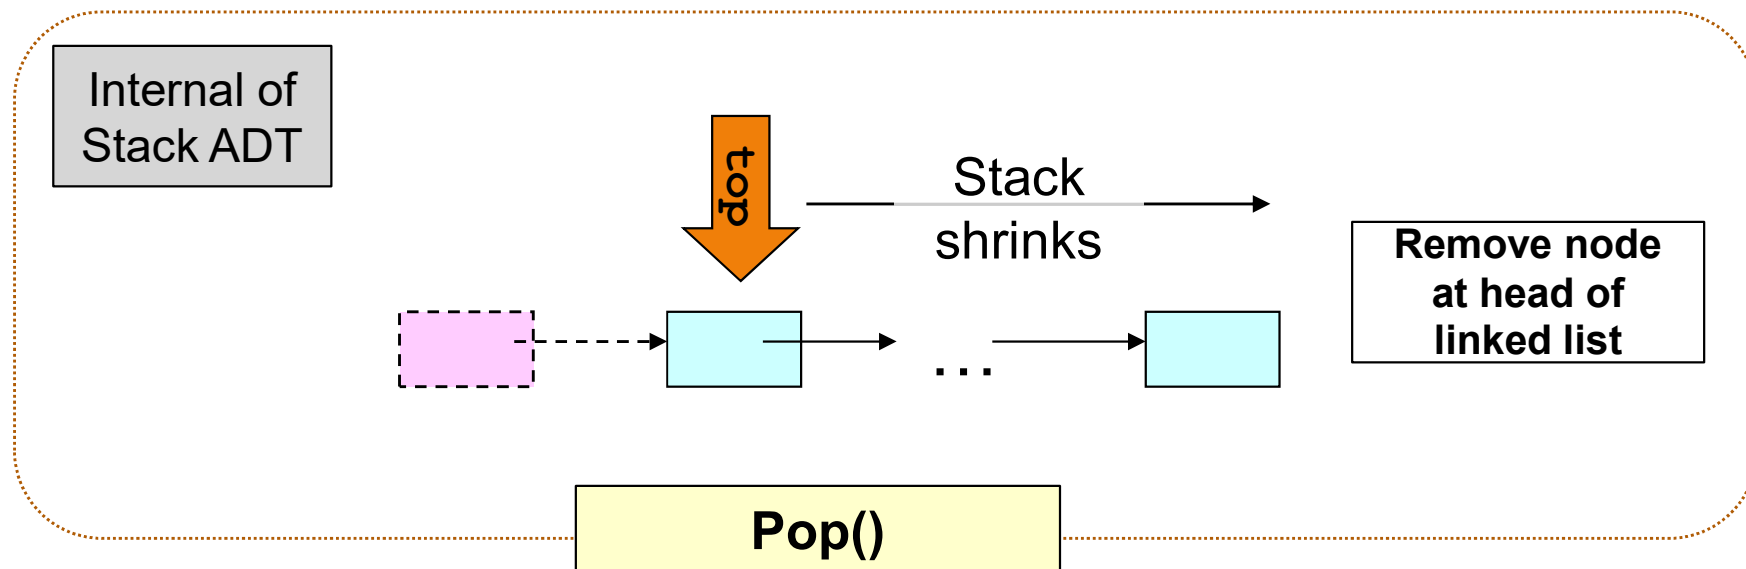 Internal of
Stack ADT
top
Stack
shrinks
Remove node
at head of
linked list
...
Pop()